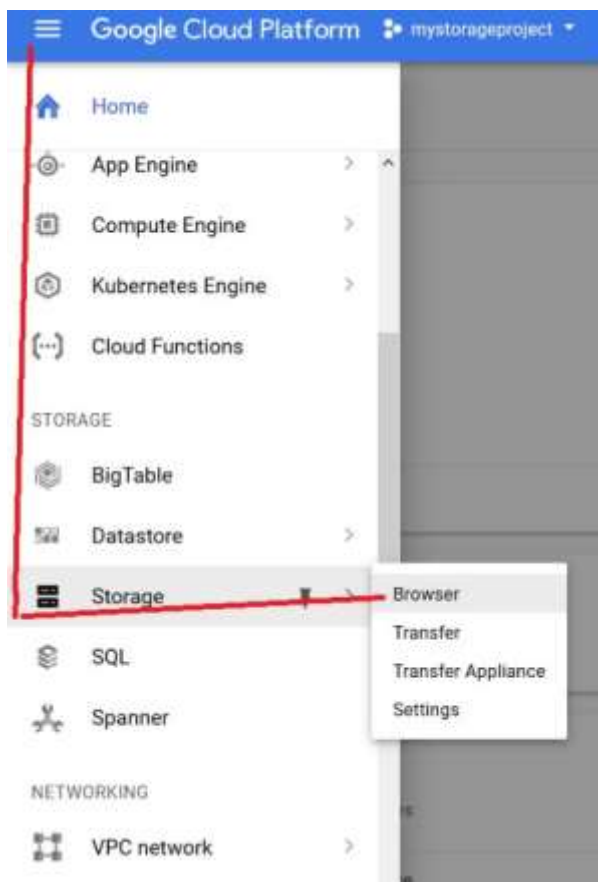 Google Cloud Platform mystorageproject
Home
App Engine
Compute Engine
Kubernetes Engine
Cloud Functions
STORAGE
BigTable
Datastore
Storage
Browser
Transfer
Transfer Appliance
Settings
SQL
Spanner
NETWORKING
VPC network